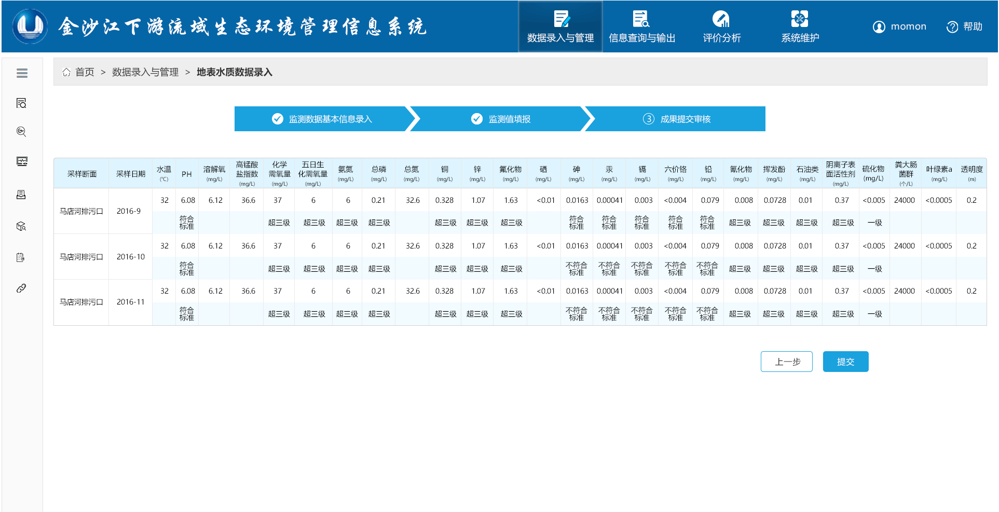 金沙江下游流域生态环境管理信息系统
数据录入与管理 信息查询与输出 评价分析 系统维护 momon 帮助
首页 > 数据录入与管理 > 地表水质数据录入
监测数据基本信息录入 监测值填报 3 成果提交审核
采样断面 采样日期 水温(℃) PH 溶解氧(mg/L) 高锰酸盐指数(mg/L) 化学需氧量(mg/L) 五日生化需氧量(mg/L) 氨氮(mg/L) 总磷(mg/L) 总氮(mg/L) 铜(mg/L) 锌(mg/L) 氟化物(mg/L) 硒(mg/L) 砷(mg/L) 汞(mg/L) 镉(mg/L) 六价铬(mg/L) 铅(mg/L) 氰化物(mg/L) 挥发酚(mg/L) 石油类(mg/L) 阴离子表面活性剂(mg/L) 硫化物(mg/L) 粪大肠菌群(个/L) 叶绿素a(mg/L) 透明度(m)
马店河排污口 2016-9 32 6.08 6.12 36.6 37 6 6 0.21 32.6 0.328 1.07 1.63 <0.01 0.0163 0.00041 0.003 <0.004 0.079 0.008 0.0728 0.01 0.37 <0.005 24000 <0.0005 0.2
符合标准 超三级 超三级 超三级 超三级 超三级 超三级 超三级 符合标准 符合标准 符合标准 符合标准 符合标准 超三级 超三级 超三级 超三级 一级
马店河排污口 2016-10 32 6.08 6.12 36.6 37 6 6 0.21 32.6 0.328 1.07 1.63 <0.01 0.0163 0.00041 0.003 <0.004 0.079 0.008 0.0728 0.01 0.37 <0.005 24000 <0.0005 0.2
符合标准 超三级 超三级 超三级 超三级 超三级 超三级 超三级 不符合标准 不符合标准 不符合标准 不符合标准 不符合标准 超三级 超三级 超三级 超三级 一级
马店河排污口 2016-11 32 6.08 6.12 36.6 37 6 6 0.21 32.6 0.328 1.07 1.63 <0.01 0.0163 0.00041 0.003 <0.004 0.079 0.008 0.0728 0.01 0.37 <0.005 24000 <0.0005 0.2
符合标准 超三级 超三级 超三级 超三级 超三级 超三级 超三级 不符合标准 不符合标准 不符合标准 不符合标准 不符合标准 超三级 超三级 超三级 超三级 一级
上一步 提交